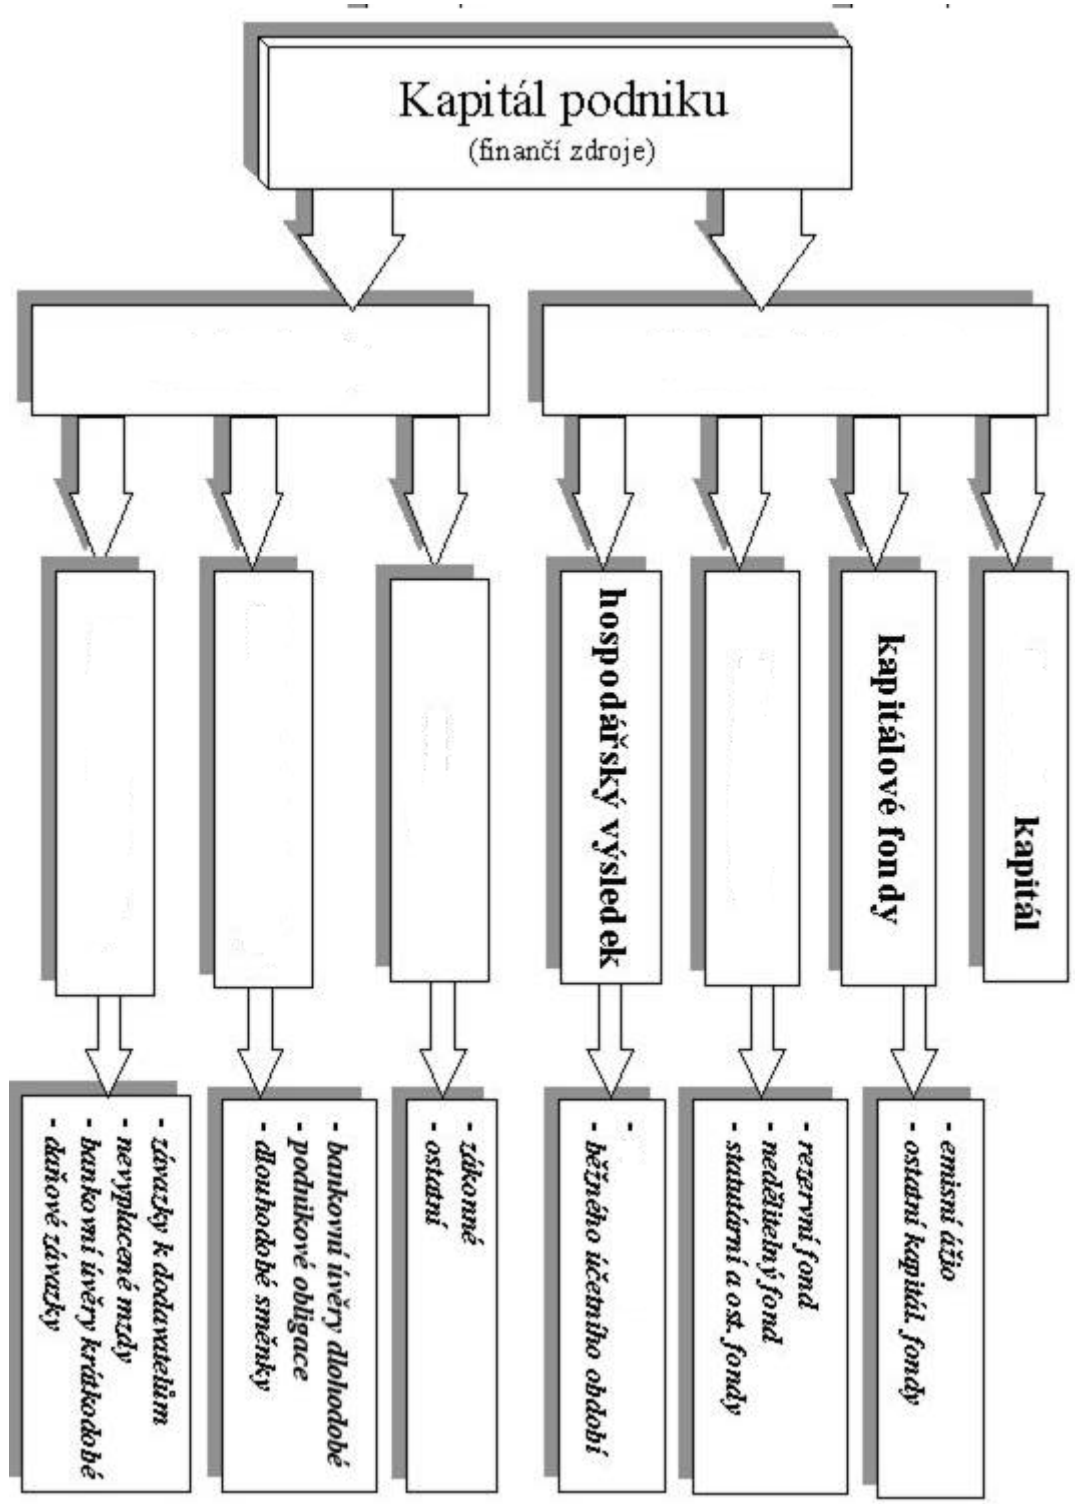 Kapitál podniku
(finančí zdroje)
hospodářský výsledek
kapitálové fondy
kapitál
- závazky k dodavatelům
- nevyplacené mzdy
- bankovní úvěry krátkodobé
- daňové závazky
- bankovní úvěry dlohodobé
- podnikové obligace
- dlouhodobé směnky
- zákonné
- ostatní
-
- běžného účetního období
- rezervní fond
- nedělitelný fond
- statutární a ost. fondy
- emisní ážio
- ostatní kapitál. fondy